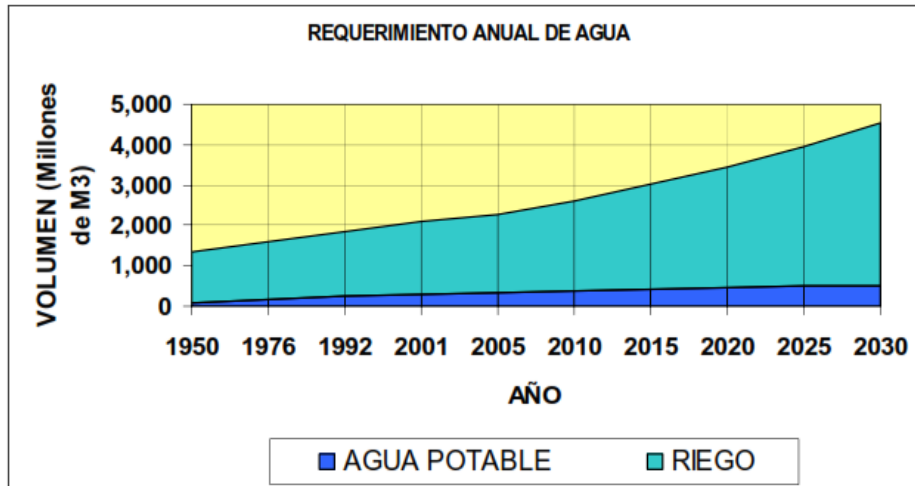 REQUERIMIENTO ANUAL DE AGUA
VOLUMEN (Millones
de M3)
5,000
4,000
3,000
2,000
1,000
0
1950 1976 1992 2001 2005 2010 2015 2020 2025 2030
AÑO
AGUA POTABLE RIEGO